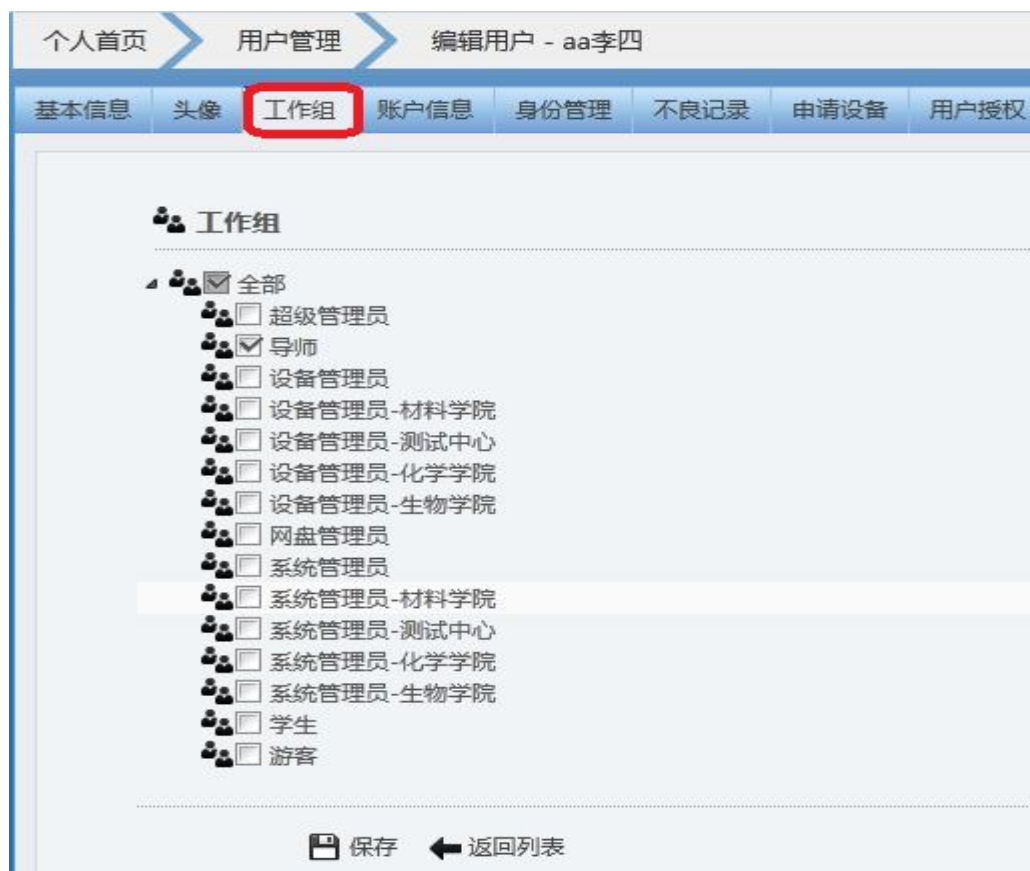 个人首页 用户管理 编辑用户 - aa李四
基本信息 头像 工作组 账户信息 身份管理 不良记录 申请设备 用户授权
工作组
全部
超级管理员
导师
设备管理员
设备管理员-材料学院
设备管理员-测试中心
设备管理员-化学学院
设备管理员-生物学院
网盘管理员
系统管理员
系统管理员-材料学院
系统管理员-测试中心
系统管理员-化学学院
系统管理员-生物学院
学生
游客
保存 返回列表